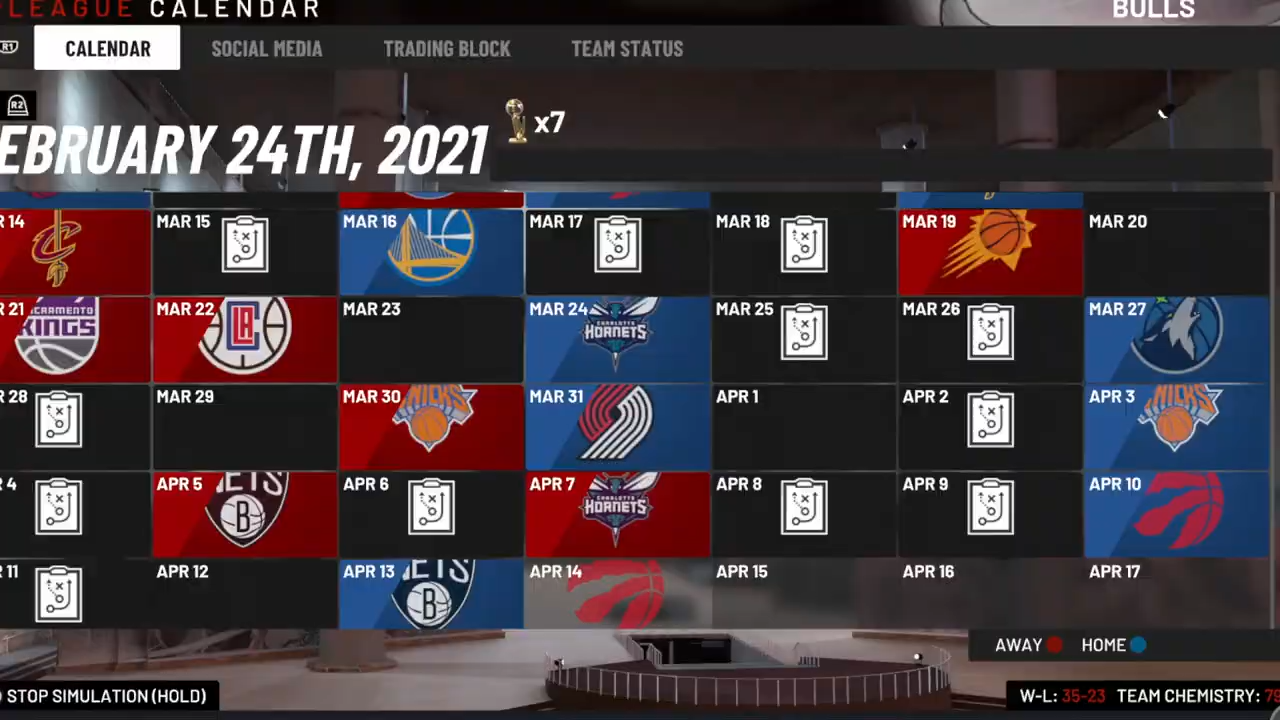 LEAGUE CALENDAR
BULLS
R1 CALENDAR SOCIAL MEDIA TRADING BLOCK TEAM STATUS
R2
EBRUARY 24TH, 2021 x7
R 14 MAR 15 MAR 16 MAR 17 MAR 18 MAR 19 MAR 20
R 21 MAR 22 MAR 23 MAR 24 MAR 25 MAR 26 MAR 27
CRAMENTO
KINGS
LA
CHARLOTTE
HORNETS
R 28 MAR 29 MAR 30 MAR 31 APR 1 APR 2 APR 3
NICKS
NICKS
R 4 APR 5 APR 6 APR 7 APR 8 APR 9 APR 10
NETS
B
CHARLOTTE
HORNETS
R 11 APR 12 APR 13 APR 14 APR 15 APR 16 APR 17
NETS
B
AWAY HOME
STOP SIMULATION (HOLD)
W-L: 35-23 TEAM CHEMISTRY: 79